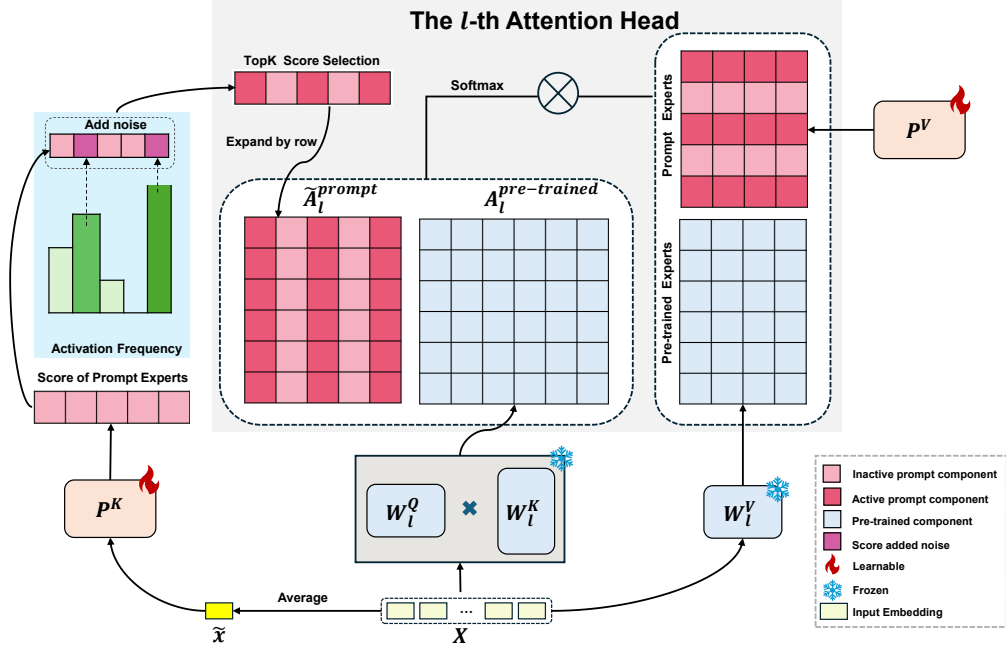 The l-th Attention Head
TopK Score Selection
Softmax
Add noise
Expand by row
Prompt Experts
P^V
Ã_l^{prompt}
A_l^{pre-trained}
Pre-trained Experts
Activation Frequency
Score of Prompt Experts
P^K
W_l^Q
×
W_l^K
W_l^V
Average
x̃
...
X
Inactive prompt component
Active prompt component
Pre-trained component
Score added noise
Learnable
Frozen
Input Embedding